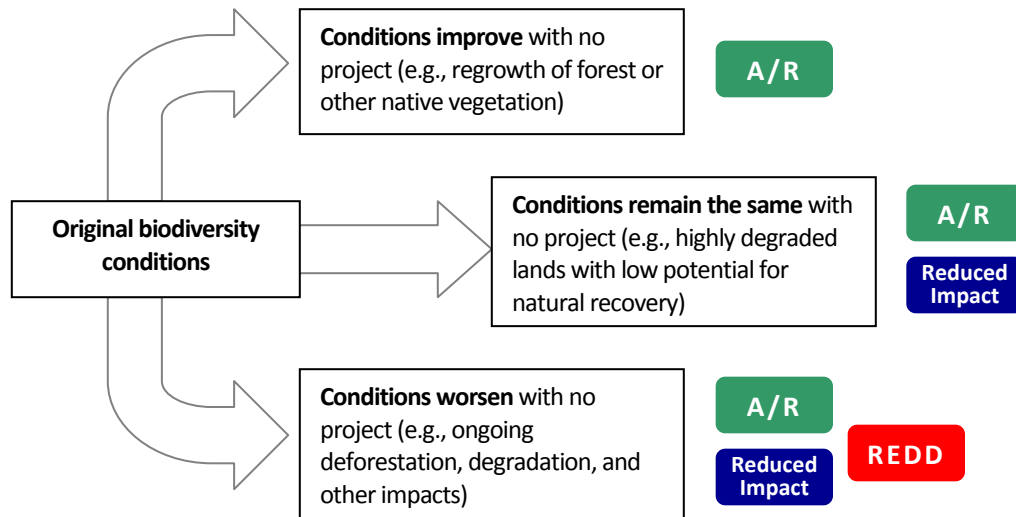 Conditions improve with no
project (e.g., regrowth of forest or
other native vegetation)
A/R
Original biodiversity
conditions
Conditions remain the same with
no project (e.g., highly degraded
lands with low potential for
natural recovery)
A/R
Reduced
Impact
Conditions worsen with no
project (e.g., ongoing
deforestation, degradation, and
other impacts)
A/R
Reduced
Impact
REDD